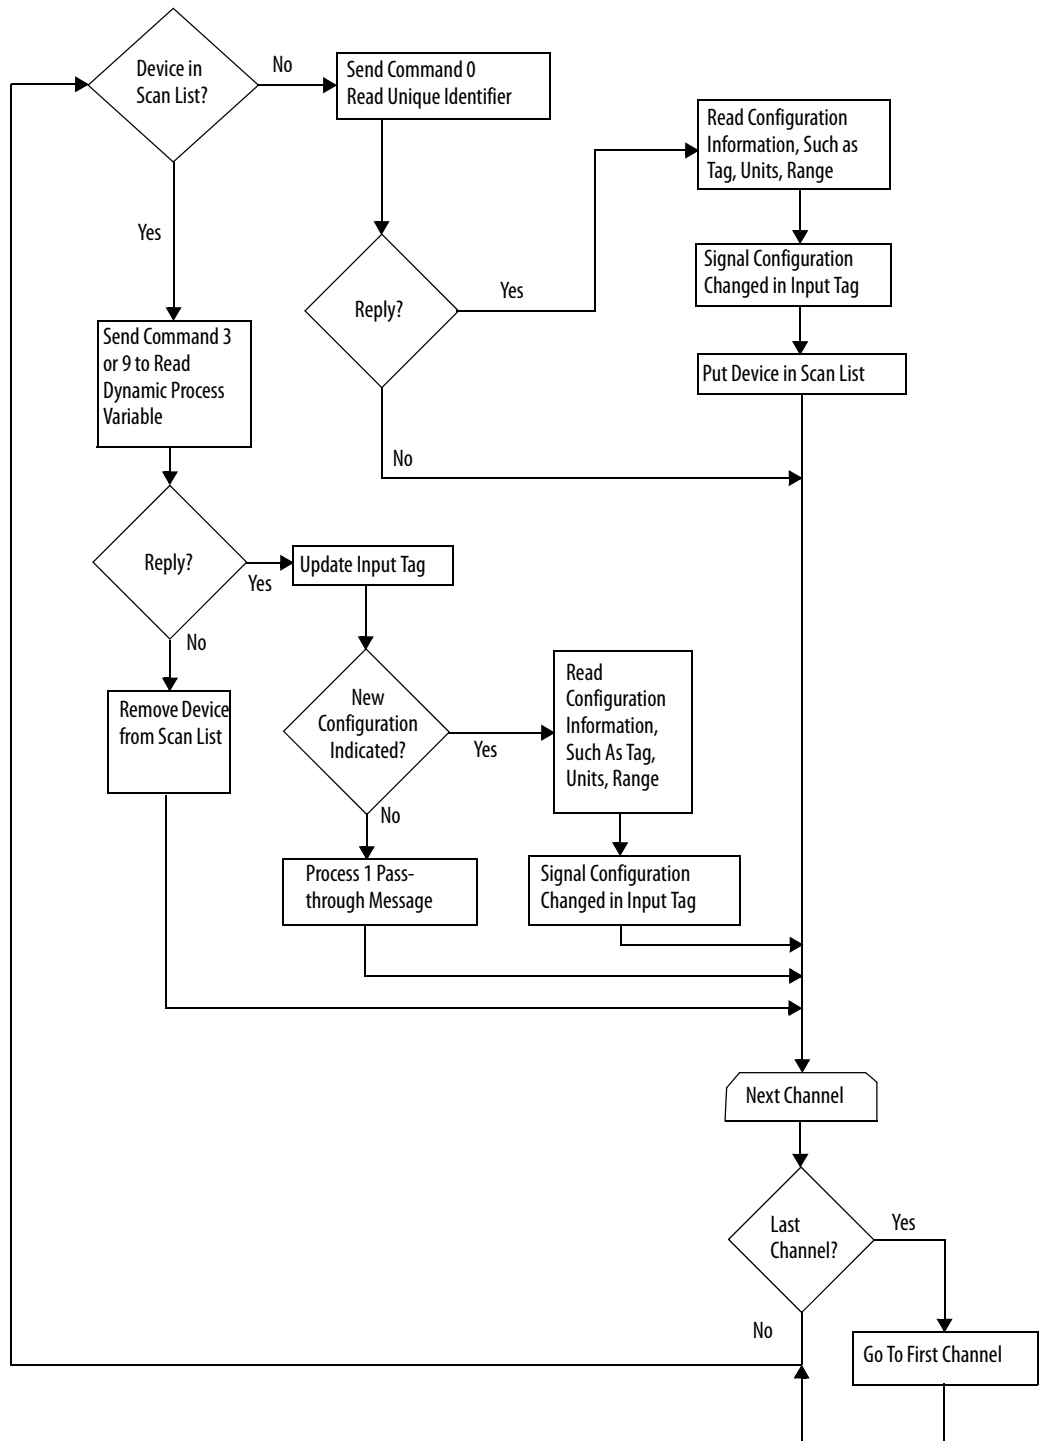 Device in
Scan List?
No
Send Command 0
Read Unique Identifier
Read Configuration
Information, Such as
Tag, Units, Range
Yes
Signal Configuration
Changed in Input Tag
Reply?
Yes
Put Device in Scan List
No
Send Command 3
or 9 to Read
Dynamic Process
Variable
Reply?
Yes
Update Input Tag
No
Remove Device
from Scan List
New
Configuration
Indicated?
Yes
Read
Configuration
Information,
Such As Tag,
Units, Range
No
Process 1 Pass-
through Message
Signal Configuration
Changed in Input Tag
Next Channel
Last
Channel?
Yes
No
Go To First Channel